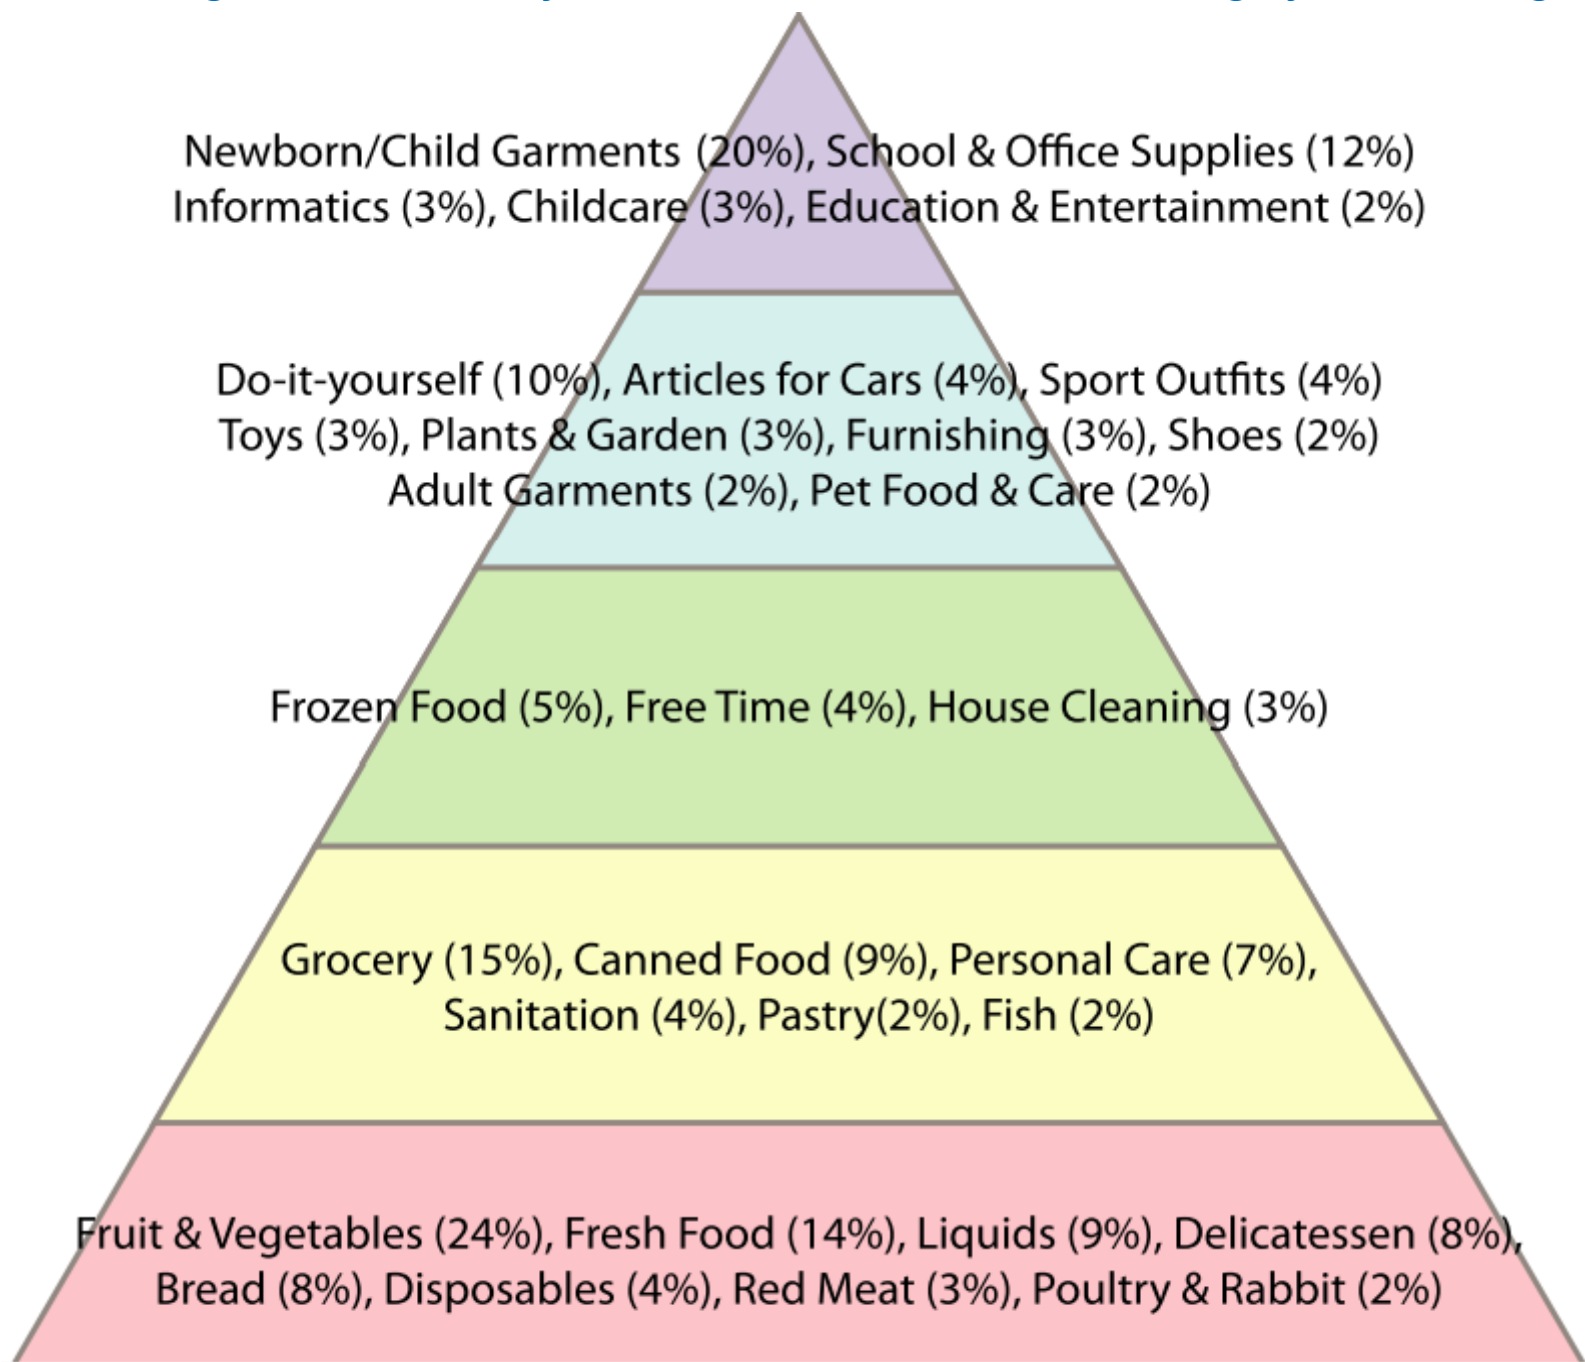 Newborn/Child Garments (20%), School & Office Supplies (12%)
Informatics (3%), Childcare (3%), Education & Entertainment (2%)
Do-it-yourself (10%), Articles for Cars (4%), Sport Outfits (4%)
Toys (3%), Plants & Garden (3%), Furnishing (3%), Shoes (2%)
Adult Garments (2%), Pet Food & Care (2%)
Frozen Food (5%), Free Time (4%), House Cleaning (3%)
Grocery (15%), Canned Food (9%), Personal Care (7%),
Sanitation (4%), Pastry(2%), Fish (2%)
Fruit & Vegetables (24%), Fresh Food (14%), Liquids (9%), Delicatessen (8%),
Bread (8%), Disposables (4%), Red Meat (3%), Poultry & Rabbit (2%)